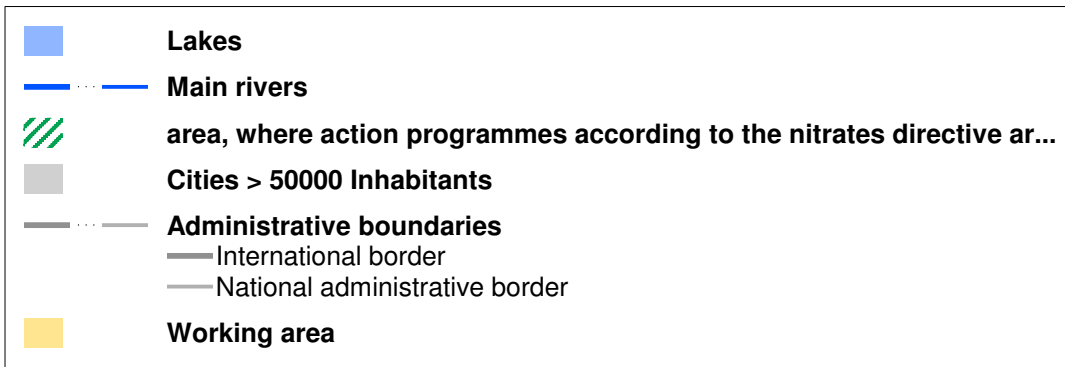 Lakes
Main rivers
area, where action programmes according to the nitrates directive ar...
Cities > 50000 Inhabitants
Administrative boundaries
International border
National administrative border
Working area